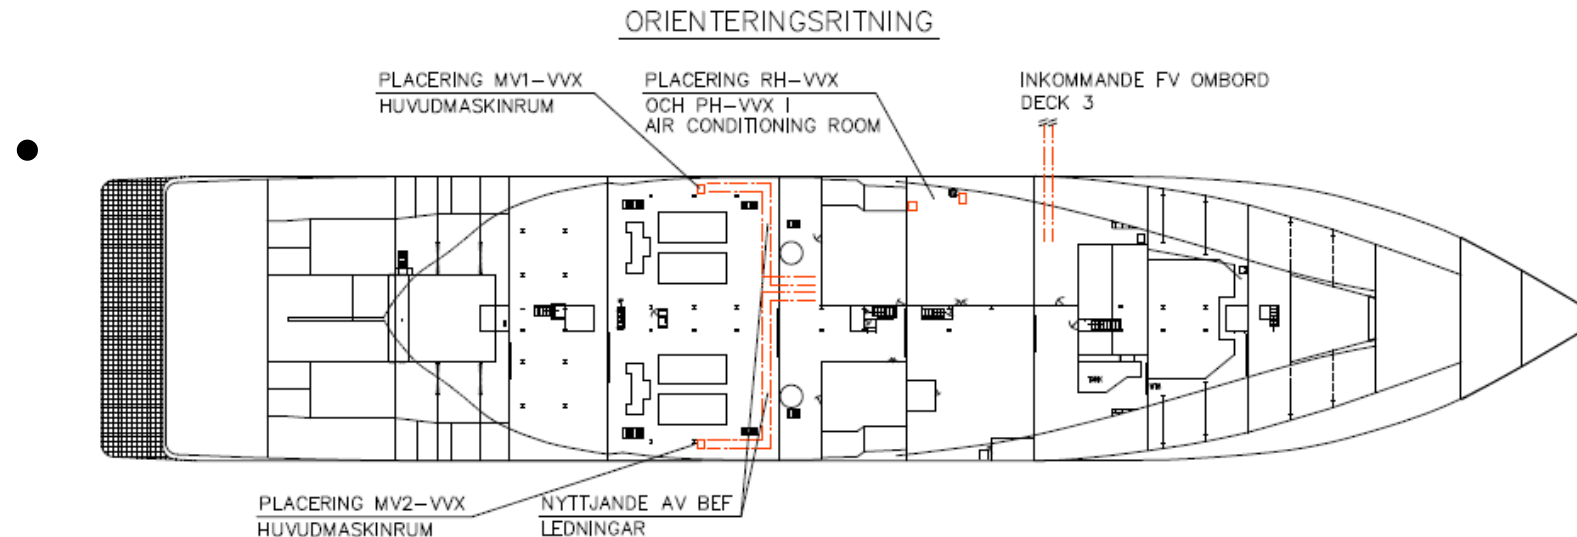 ORIENTERINGSRITNING
PLACERING MV1-VVX
HUVUDMASKINRUM
PLACERING RH-VVX
OCH PH-VVX I
AIR CONDITIONING ROOM
INKOMMANDE FV OMBORD
DECK 3
TANK
PLACERING MV2-VVX
HUVUDMASKINRUM
NYTTJANDE AV BEF
LEDNINGAR